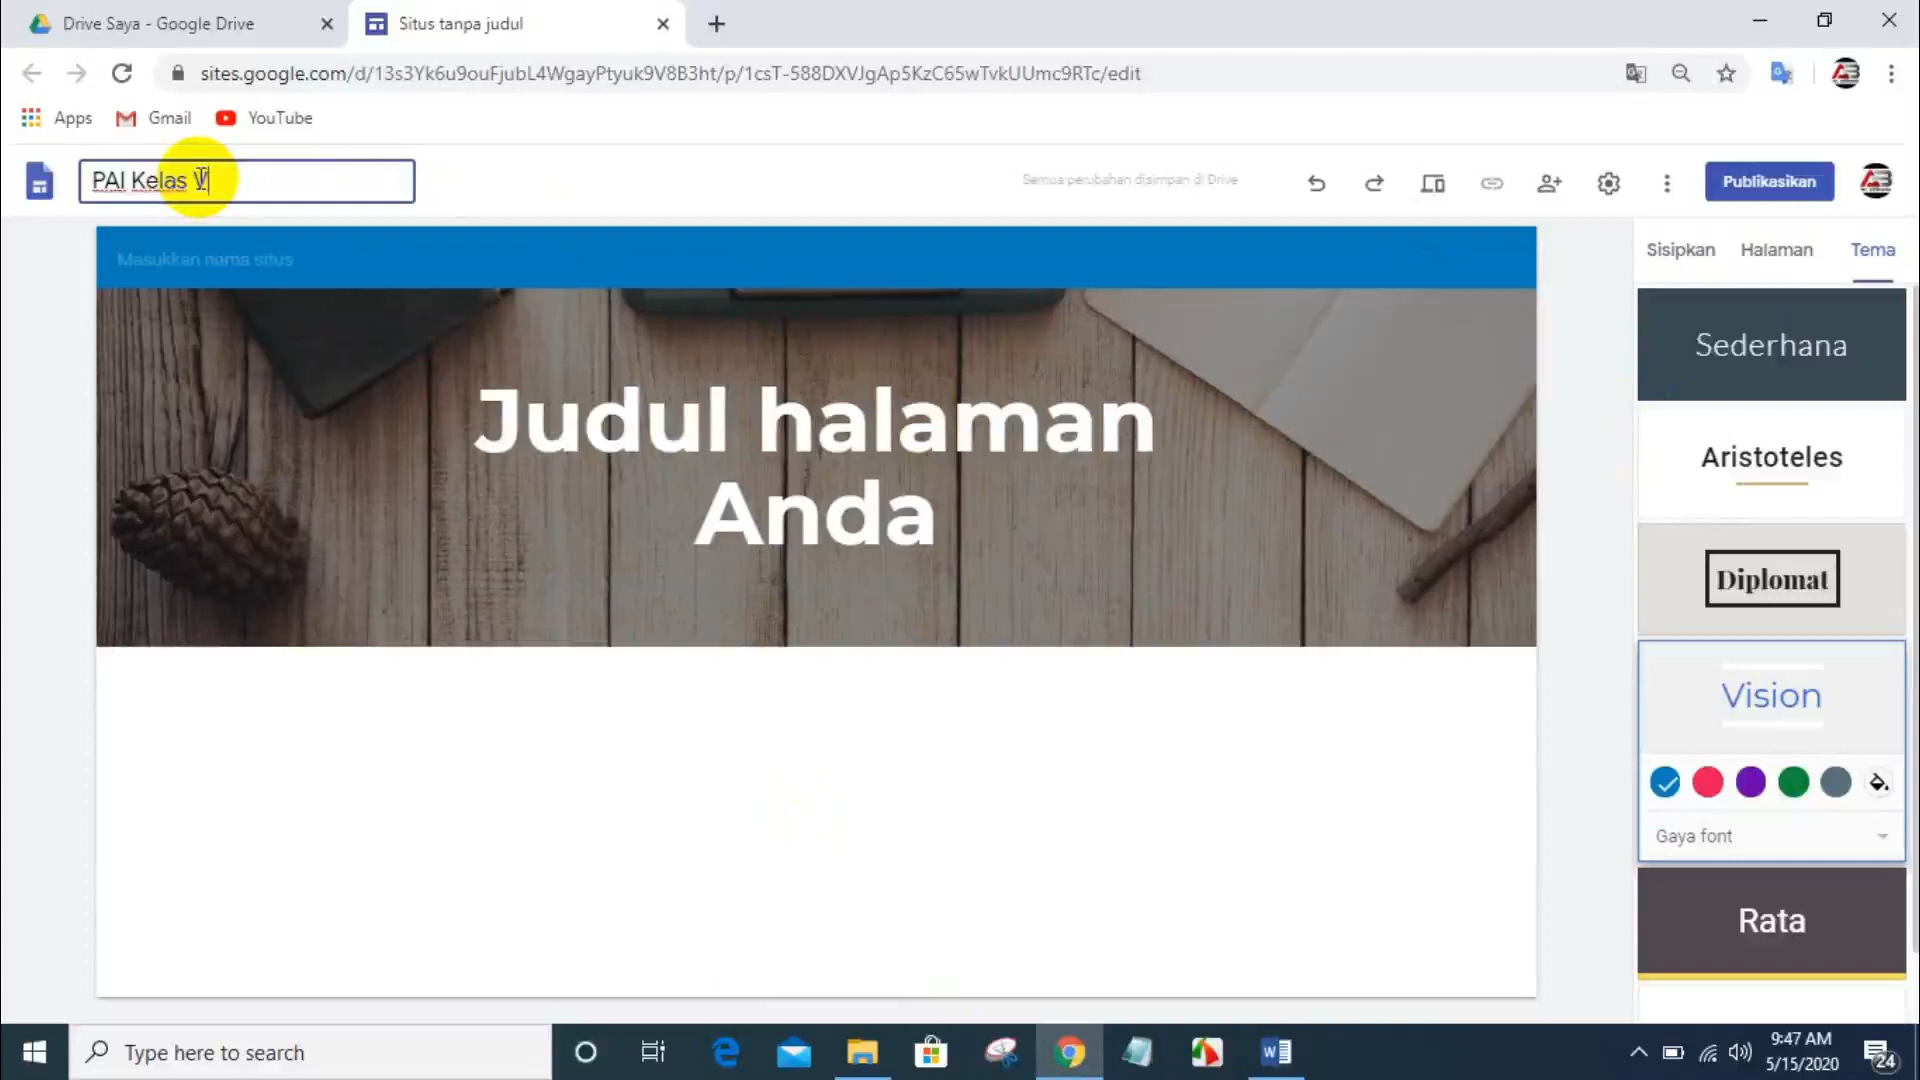 Drive Saya - Google Drive
Situs tanpa judul
sites.google.com/d/13s3Yk6u9ouFjubL4WgayPtyuk9V8B3ht/p/1csT-588DXVJgAp5KzC65wTvkUUmc9RTc/edit
Apps
Gmail
YouTube
PAI Kelas V
Semua perubahan disimpan di Drive
Publikasikan
Masukkan nama situs
Sisipkan
Halaman
Tema
Judul halaman
Anda
Sederhana
Aristoteles
Diplomat
Vision
Gaya font
Rata
Type here to search
9:47 AM
5/15/2020
24